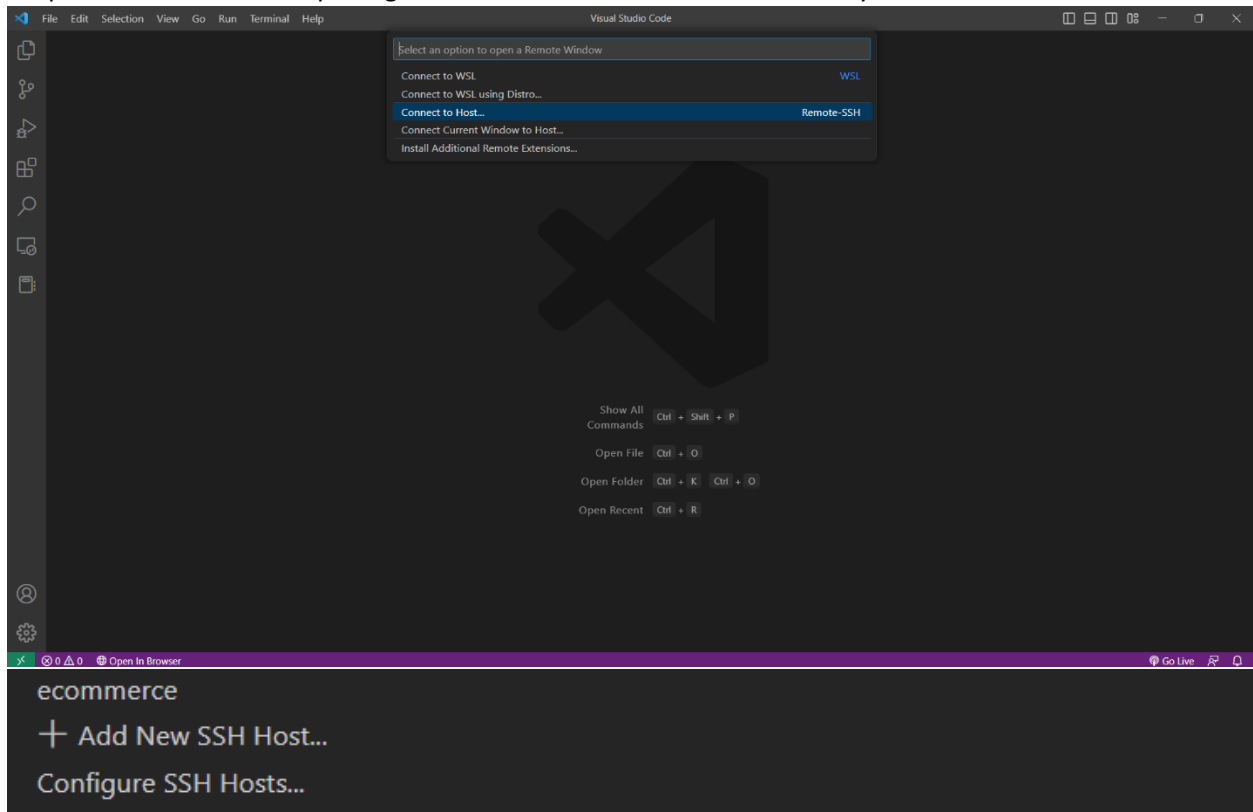 File Edit Selection View Go Run Terminal Help Visual Studio Code
Select an option to open a Remote Window
Connect to WSL WSL
Connect to WSL using Distro...
Connect to Host... Remote-SSH
Connect Current Window to Host...
Install Additional Remote Extensions...
Show All Commands Ctrl + Shift + P
Open File Ctrl + O
Open Folder Ctrl + K Ctrl + O
Open Recent Ctrl + R
0 0 Open In Browser Go Live
ecommerce
+ Add New SSH Host...
Configure SSH Hosts...